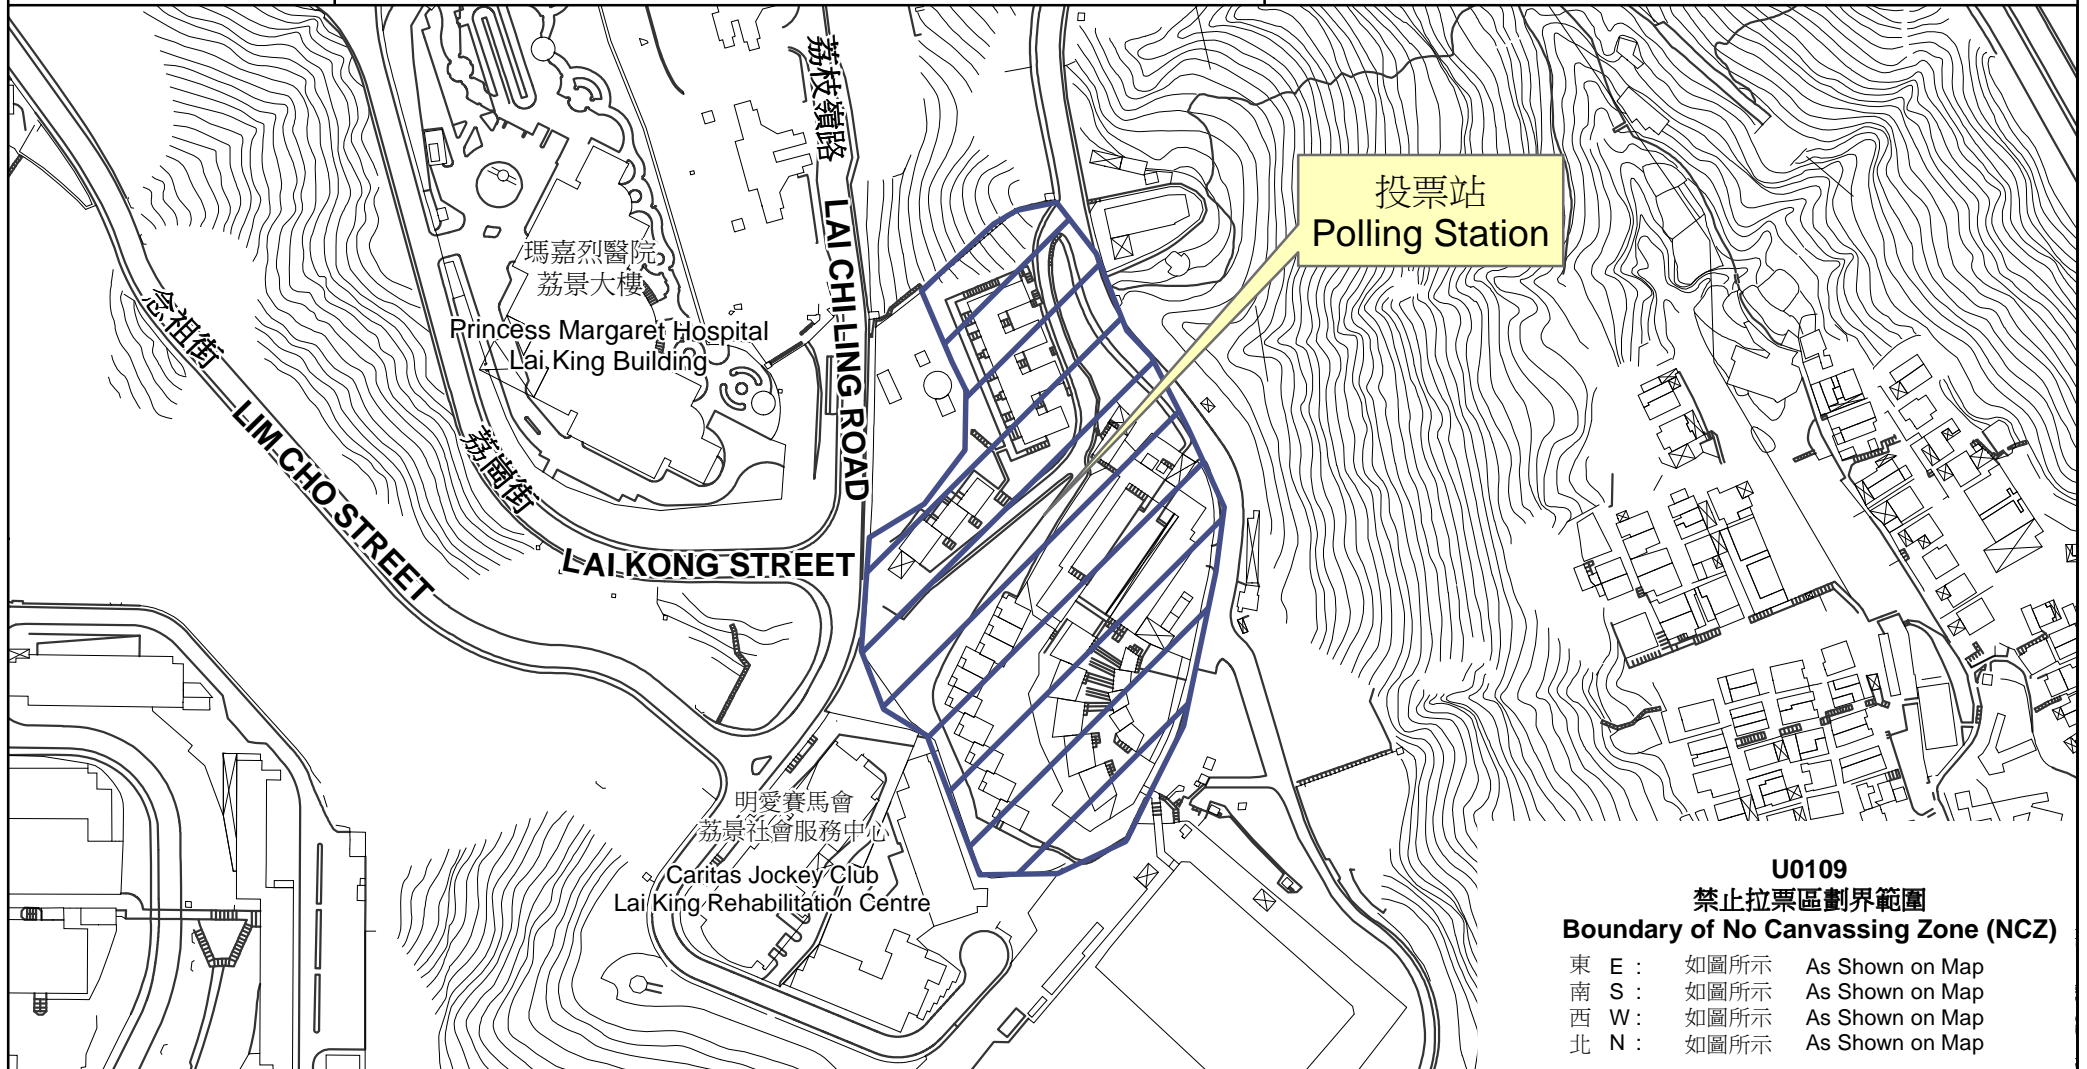 荔枝嶺路
LAI CHI LING ROAD
投票站
Polling Station
瑪嘉烈醫院
荔景大樓
Princess Margaret Hospital
Lai King Building
念祖街
LIM CHO STREET
荔崗街
LAI KONG STREET
明愛賽馬會
荔景社會服務中心
Caritas Jockey Club
Lai King Rehabilitation Centre
U0109
禁止拉票區劃界範圍
Boundary of No Canvassing Zone (NCZ)
東 E : 如圖所示 As Shown on Map
南 S : 如圖所示 As Shown on Map
西 W : 如圖所示 As Shown on Map
北 N : 如圖所示 As Shown on Map